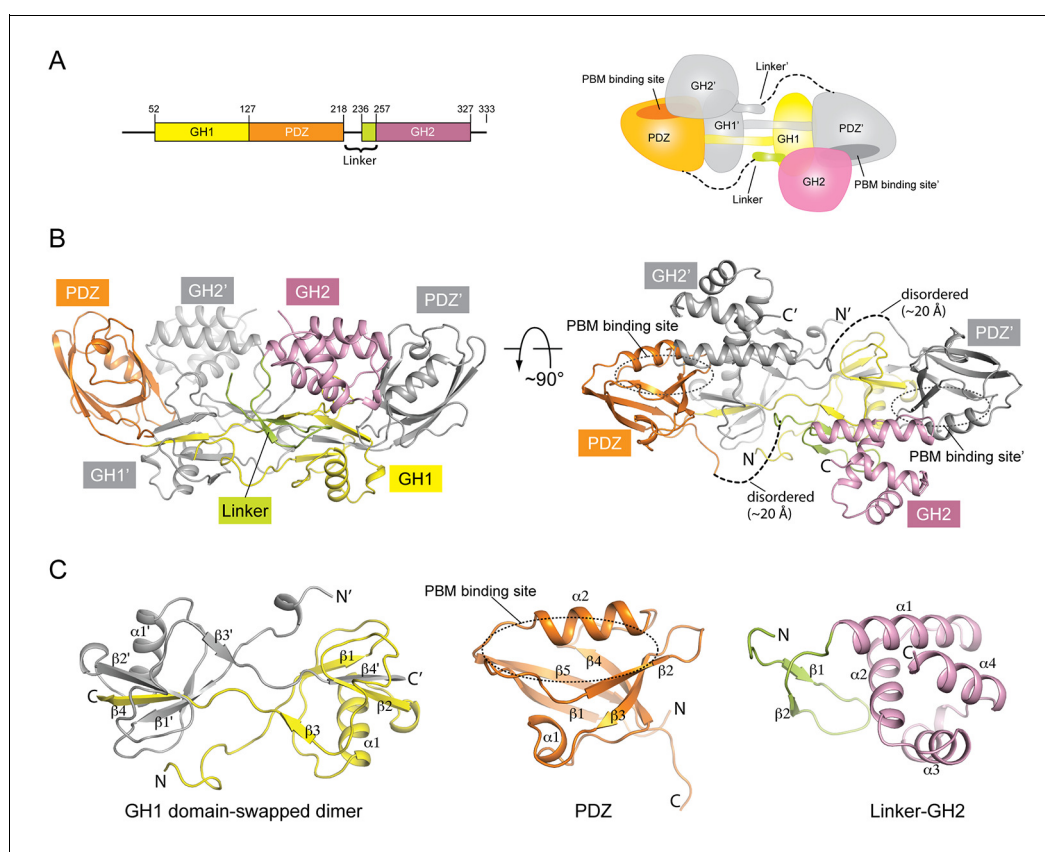 A
52 127 218 236 257 327 333
GH1 PDZ GH2
Linker
PBM binding site
Linker’
GH2’
PDZ
GH1’
GH1
PDZ’
Linker
GH2
PBM binding site’
B
PDZ
GH2’
GH2
PDZ’
GH1’
Linker
GH1
~90°
GH2’
C’
N’
disordered
(~20 Å)
PDZ’
PBM binding site
PDZ
N
C
PBM binding site’
disordered
(~20 Å)
GH2
C
N’
α1'
β3'
β2'
β1
β4'
C’
C
β4
β1'
β2
β3
α1
N
GH1 domain-swapped dimer
PBM binding site
α2
β5
β4
β2
β1
β3
N
α1
C
PDZ
α1
N
C
β1
α2
α4
β2
α3
Linker-GH2